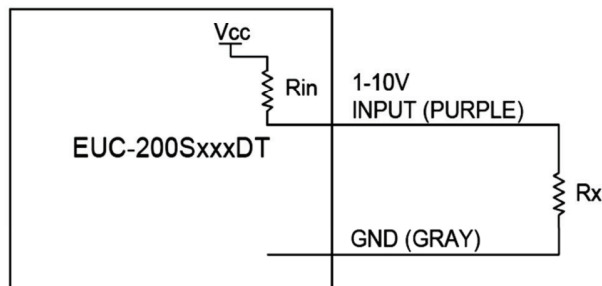 Vcc
Rin
1-10V
INPUT (PURPLE)
EUC-200SxxxDT
Rx
GND (GRAY)